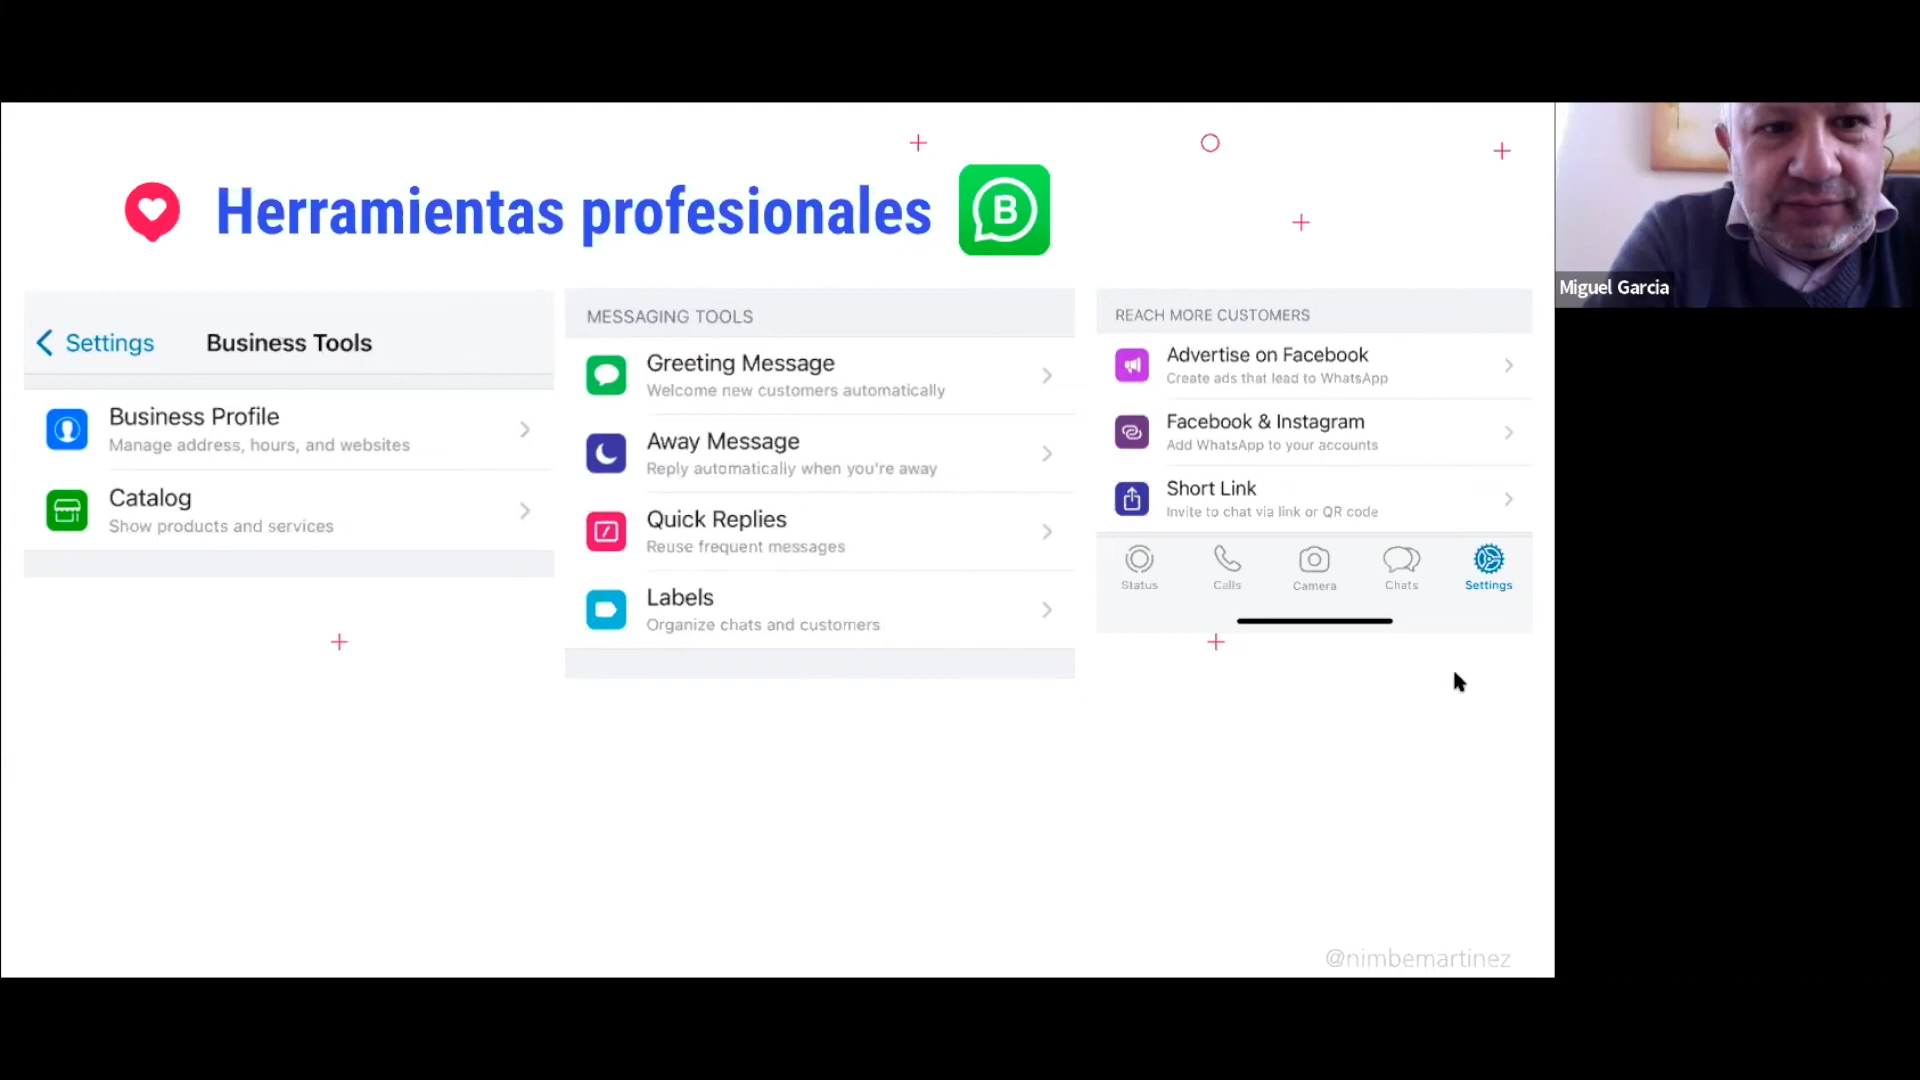 Herramientas profesionales
B
Settings
Business Tools
Business Profile
Manage address, hours, and websites
Catalog
Show products and services
MESSAGING TOOLS
Greeting Message
Welcome new customers automatically
Away Message
Reply automatically when you're away
Quick Replies
Reuse frequent messages
Labels
Organize chats and customers
REACH MORE CUSTOMERS
Advertise on Facebook
Create ads that lead to WhatsApp
Facebook & Instagram
Add WhatsApp to your accounts
Short Link
Invite to chat via link or QR code
Status
Calls
Camera
Chats
Settings
@nimbemartinez
Miguel Garcia